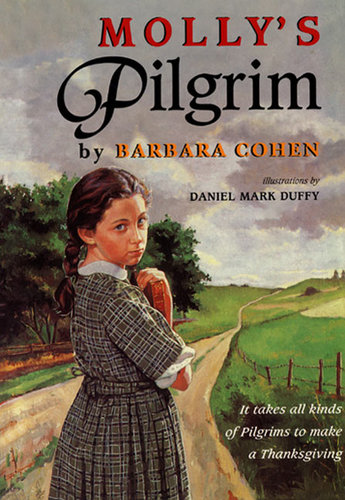 MOLLY'S
Pilgrim
by BARBARA COHEN
illustrations by
DANIEL MARK DUFFY
It takes all kinds
of Pilgrims to make
a Thanksgiving